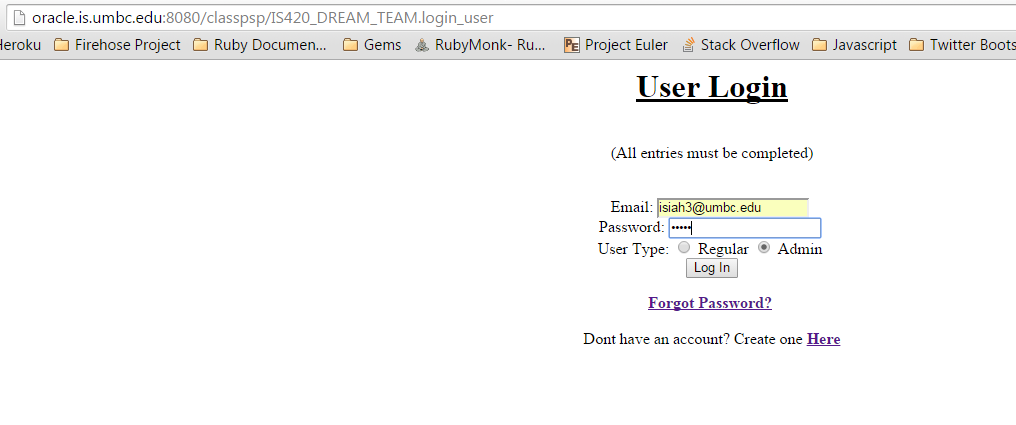 oracle.is.umbc.edu:8080/classpsp/IS420_DREAM_TEAM.login_user
Heroku Firehose Project Ruby Documen... Gems RubyMonk- Ru... PE Project Euler Stack Overflow Javascript Twitter Boots
User Login
(All entries must be completed)
Email: isiah3@umbc.edu
Password: •••••
User Type: Regular Admin
Log In
Forgot Password?
Dont have an account? Create one Here